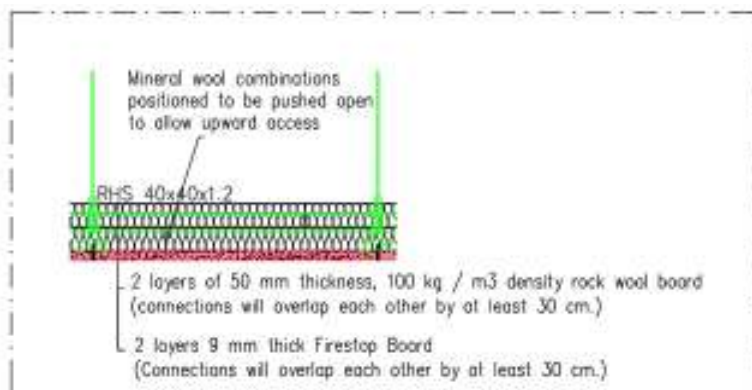 Mineral wool combinations
positioned to be pushed open
to allow upward access
RHS 40x40x1.2
2 layers of 50 mm thickness, 100 kg / m3 density rock wool board
(connections will overlap each other by at least 30 cm.)
2 layers 9 mm thick Firestop Board
(Connections will overlap each other by at least 30 cm.)